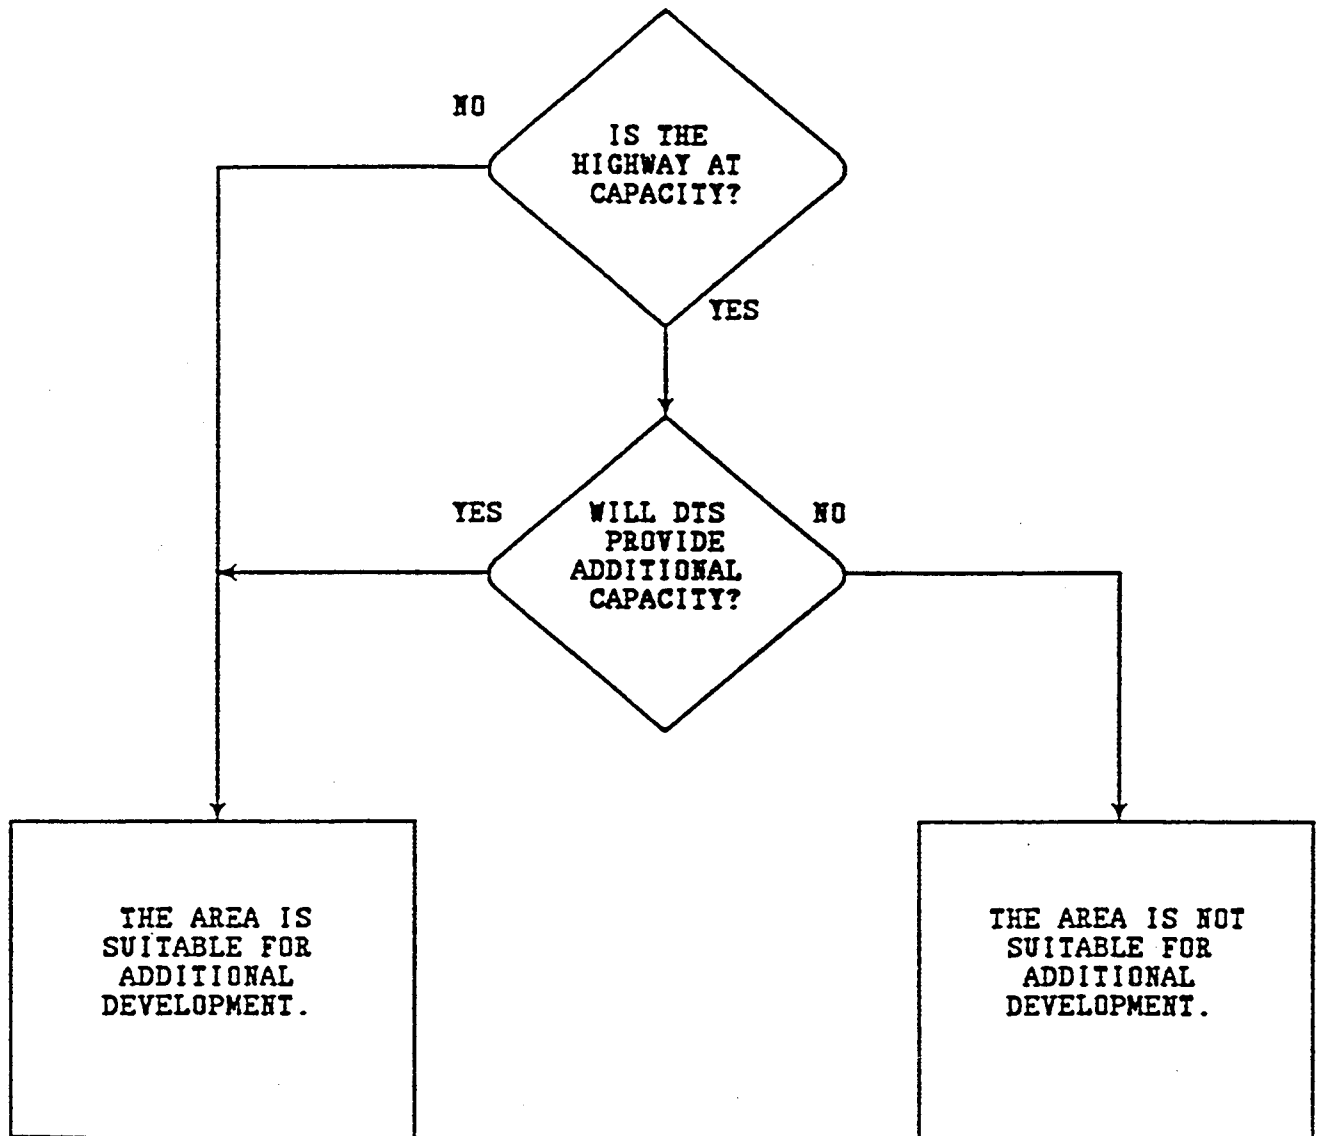 NO
IS THE
HIGHWAY AT
CAPACITY?
YES
YES
WILL DTS
PROVIDE
ADDITIONAL
CAPACITY?
NO
THE AREA IS
SUITABLE FOR
ADDITIONAL
DEVELOPMENT.
THE AREA IS NOT
SUITABLE FOR
ADDITIONAL
DEVELOPMENT.